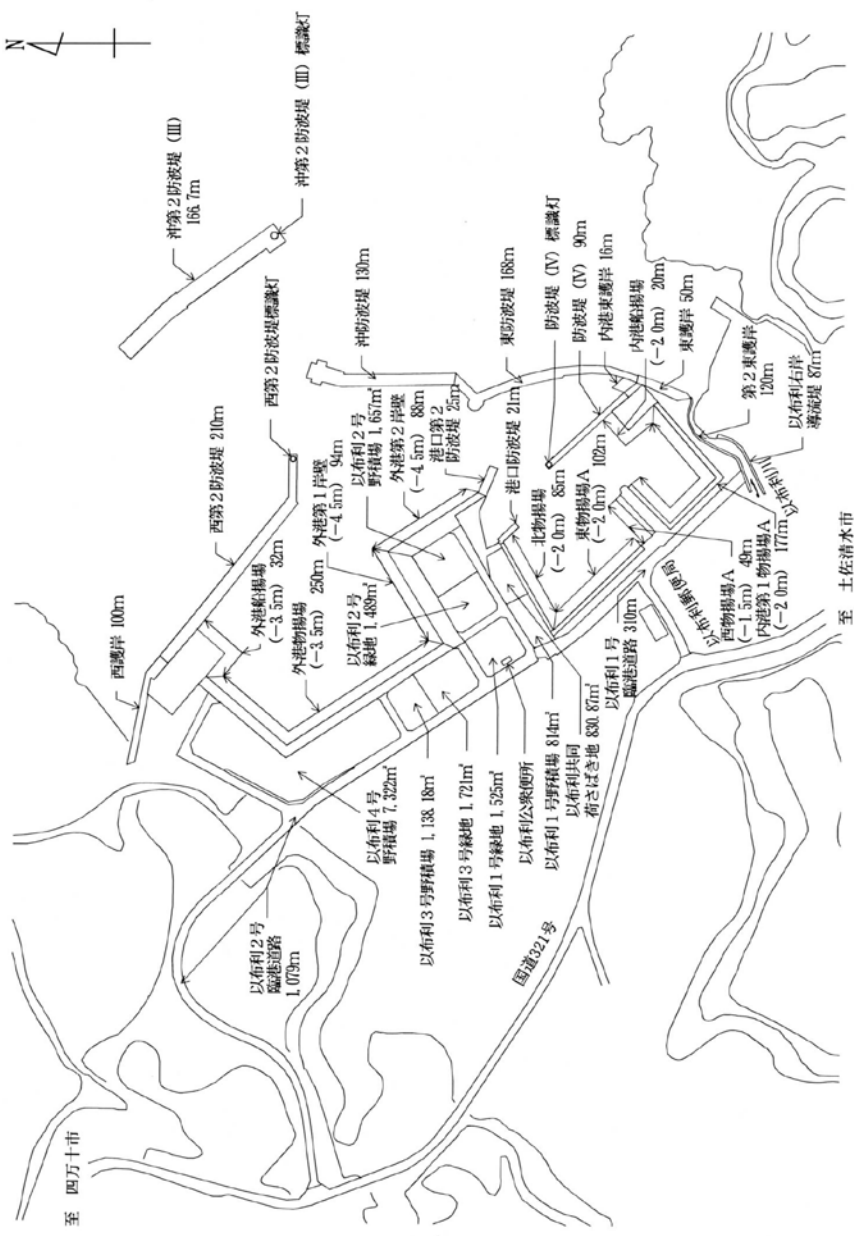 N
沖第2防波堤（Ⅲ）
166.7m
沖第2防波堤（Ⅲ）標識灯
西第2防波堤標識灯
西第2防波堤 210m
西護岸 100m
外港船揚場
(−3.5m) 32m
外港物揚場
(−3.5m) 250m
外港第1岸壁
(−4.5m) 94m
以布利2号
緑地 1,489㎡
以布利2号
野積場 1,657㎡
外港第2岸壁
(−4.5m) 88m
港口第2
防波堤 25m
沖防波堤 130m
東防波堤 168m
港口防波堤 21m
防波堤（Ⅳ）標識灯
防波堤（Ⅳ） 90m
内港東護岸 16m
内港船揚場
(−2.0m) 20m
東護岸 50m
第2東護岸
120m
以布利右岸
導流堤 87m
以布利川
北物揚場
(−2.0m) 85m
東物揚場A
(−2.0m) 102m
西物揚場A
(−1.5m) 49m
内港第1物揚場A
(−2.0m) 177m
以布利郵便局
以布利1号
臨港道路 310m
以布利共同
荷さばき地 830.87㎡
以布利1号野積場 814㎡
以布利公衆便所
以布利1号緑地 1,525㎡
以布利3号緑地 1,721㎡
以布利3号野積場 1,138.18㎡
以布利4号
野積場 7,322㎡
以布利2号
臨港道路
1,079m
国道321号
至 四万十市
至 土佐清水市